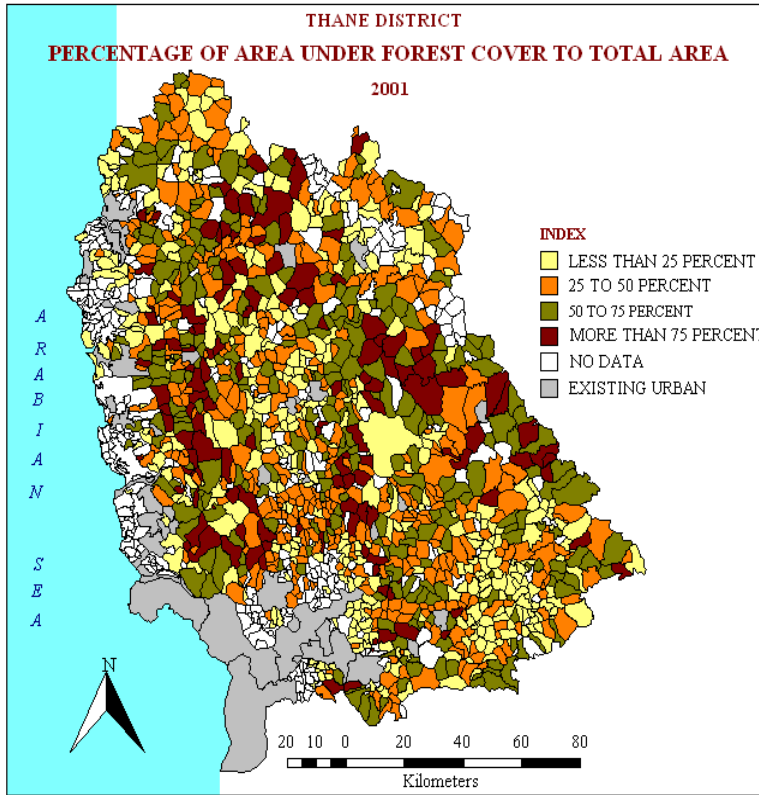 THANE DISTRICT
PERCENTAGE OF AREA UNDER FOREST COVER TO TOTAL AREA
2001
INDEX
LESS THAN 25 PERCENT
25 TO 50 PERCENT
50 TO 75 PERCENT
MORE THAN 75 PERCENT
NO DATA
EXISTING URBAN
ARABIAN SEA
N
20 10 0 20 40 60 80
Kilometers